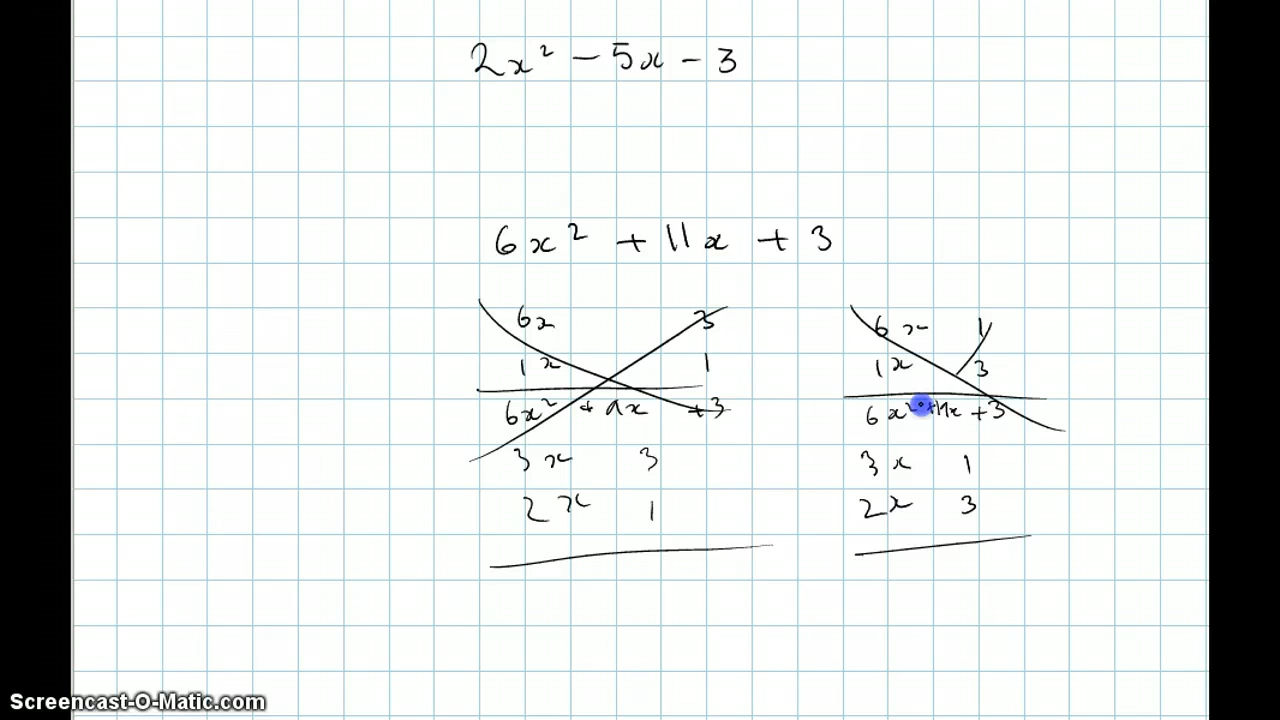 2x² - 5x - 3
6x² + 11x + 3
6x 3
1x 1
6x² + 9x +3
3x 3
2x 1
6x 1
1x 3
6x² +19x +3
3x 1
2x 3
Screencast-O-Matic.com